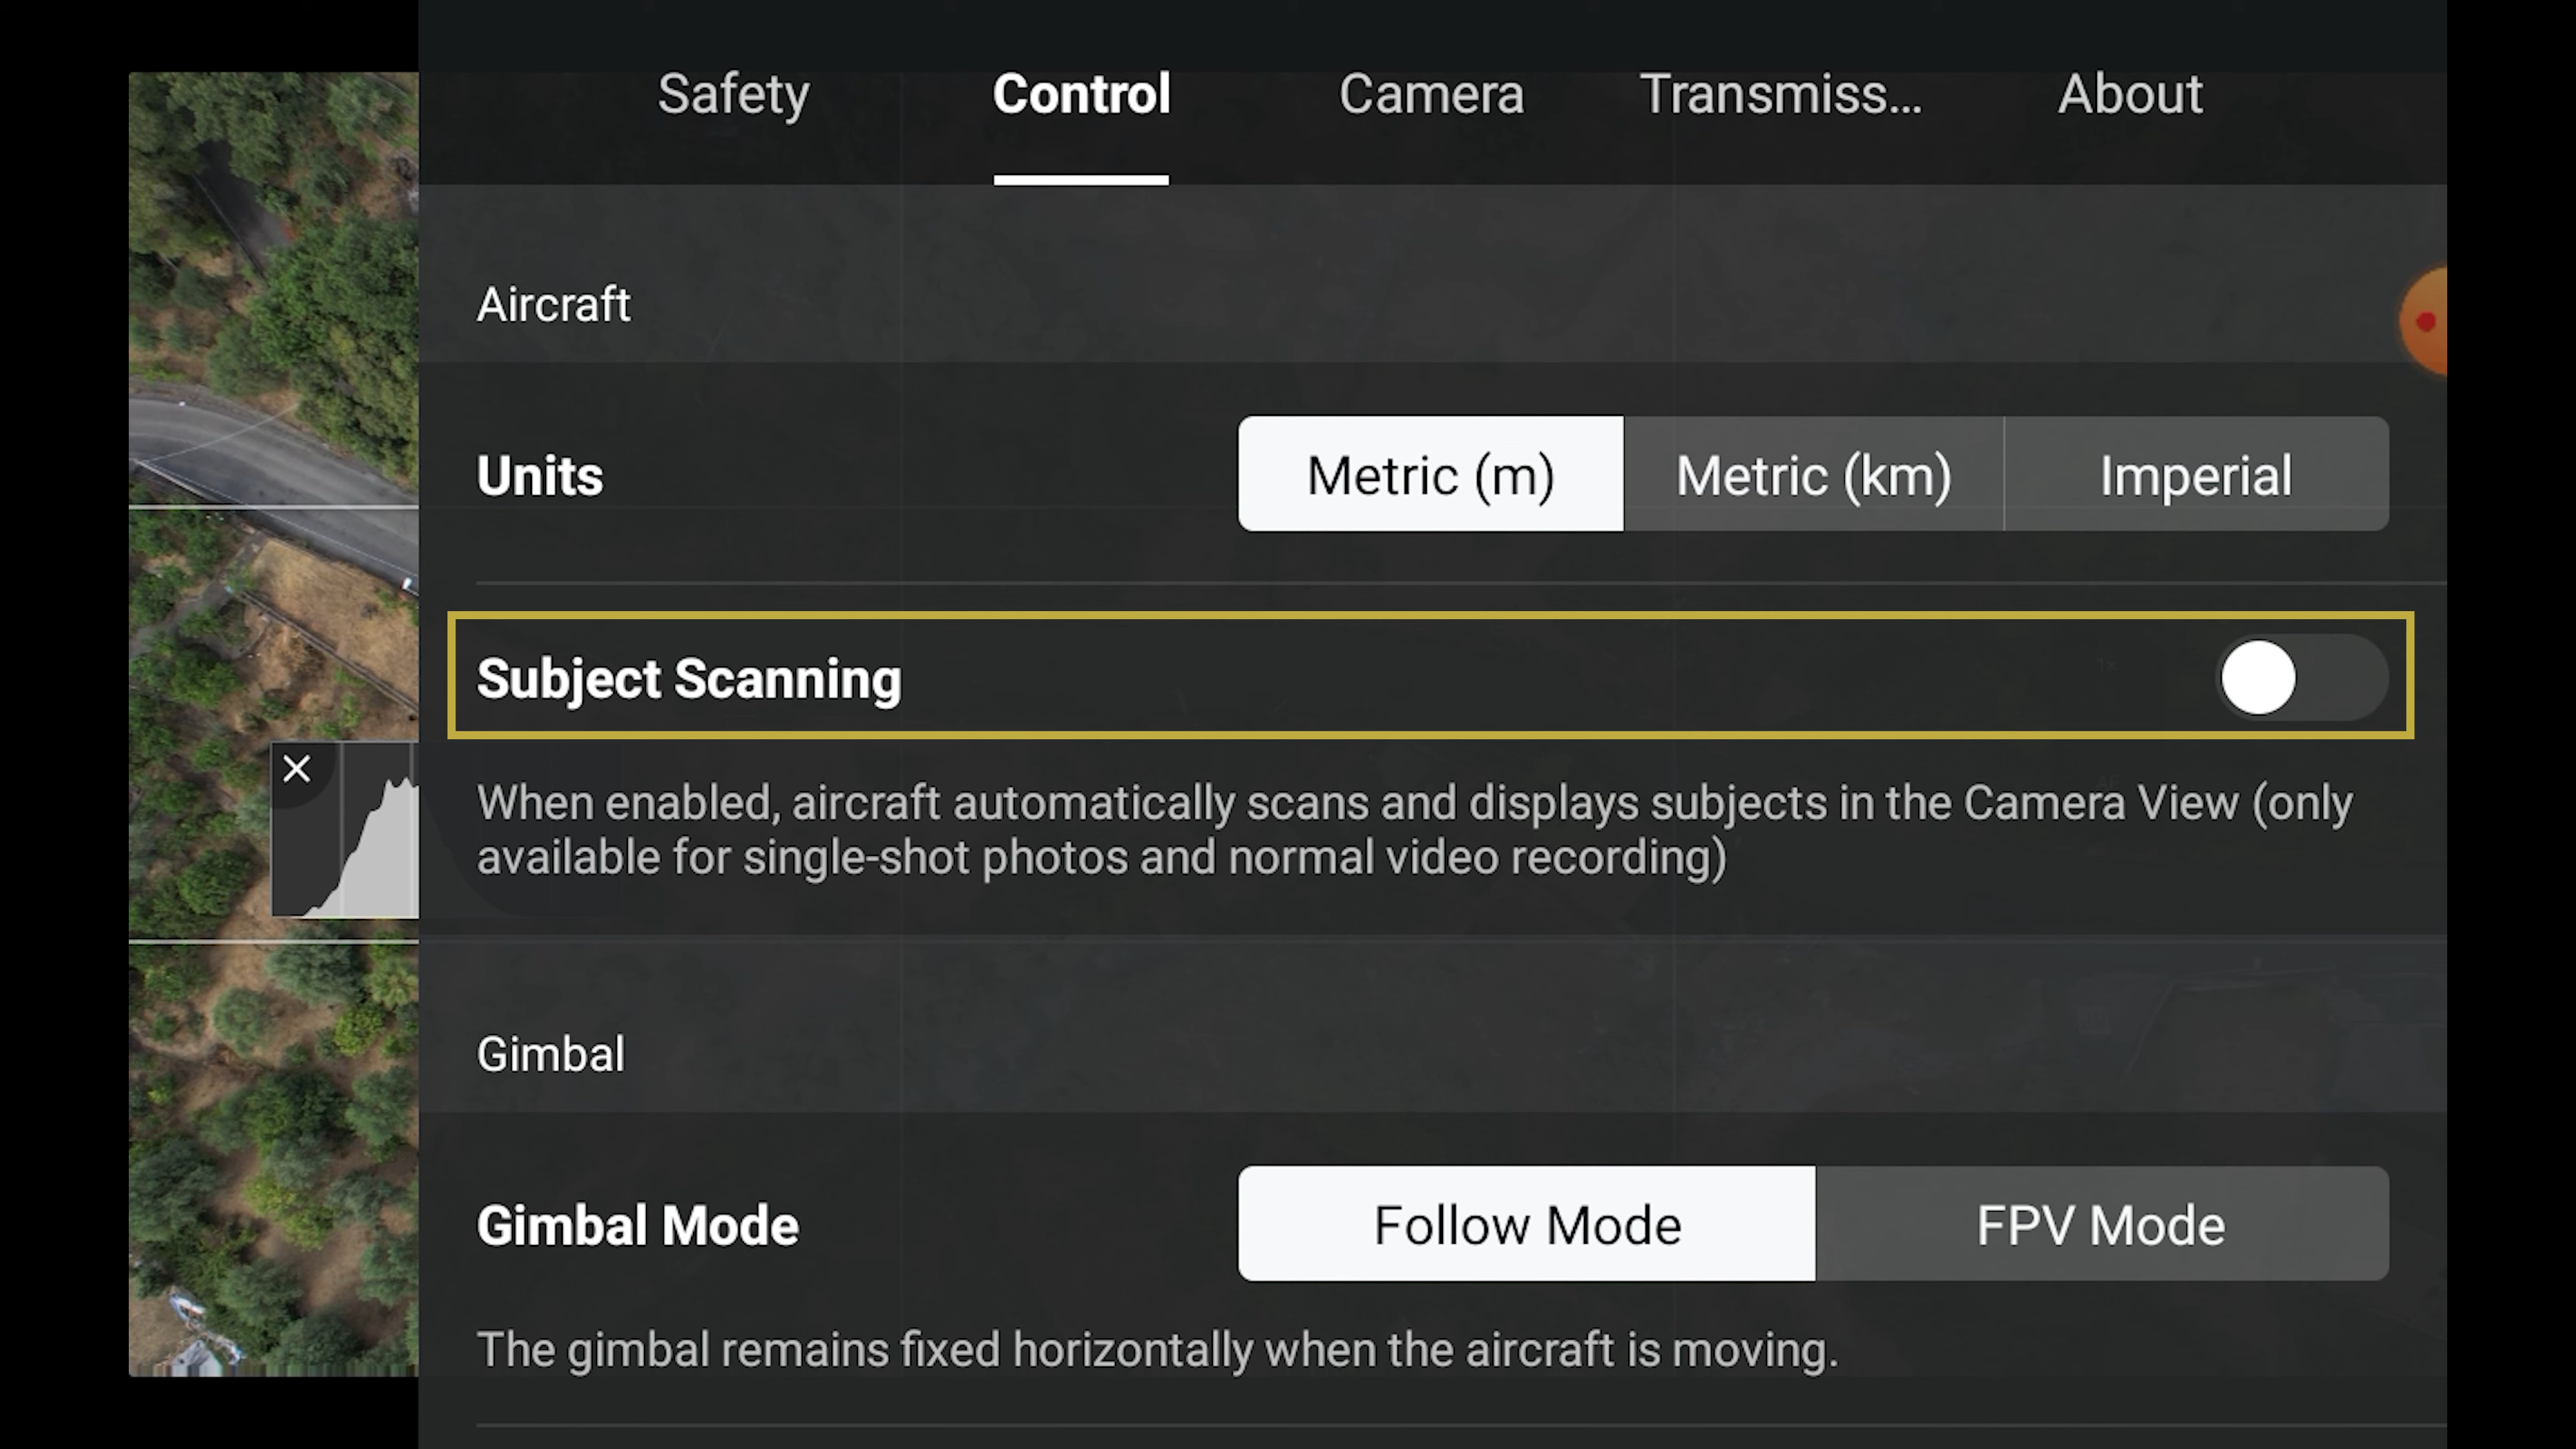 Safety Control Camera Transmiss... About
Aircraft
Units Metric (m) Metric (km) Imperial
Subject Scanning
When enabled, aircraft automatically scans and displays subjects in the Camera View (only
available for single-shot photos and normal video recording)
Gimbal
Gimbal Mode Follow Mode FPV Mode
The gimbal remains fixed horizontally when the aircraft is moving.